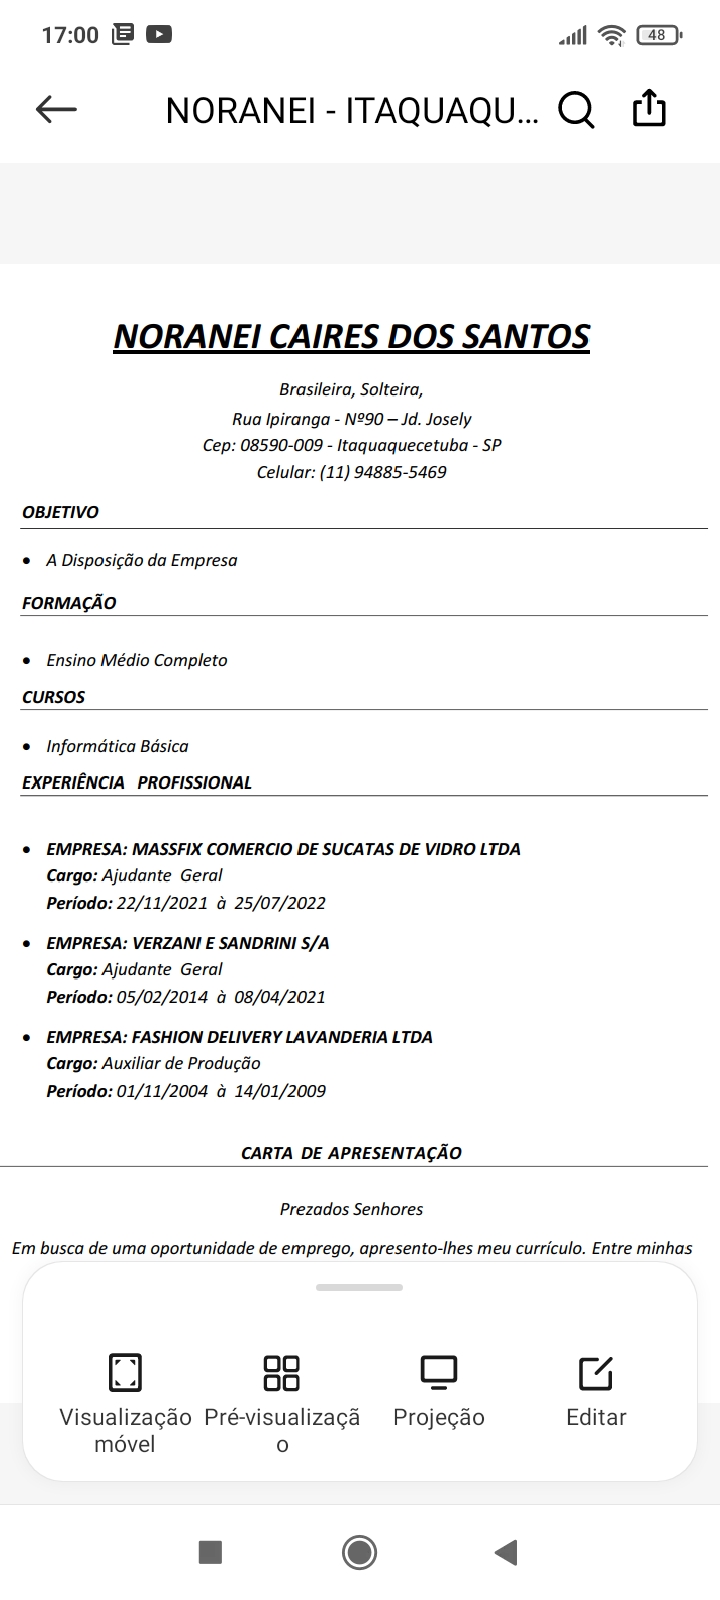 17:00
48
NORANEI - ITAQUAQU...
NORANEI CAIRES DOS SANTOS
Brasileira, Solteira,
Rua Ipiranga - Nº90 – Jd. Josely
Cep: 08590-009 - Itaquaquecetuba - SP
Celular: (11) 94885-5469
OBJETIVO
• A Disposição da Empresa
FORMAÇÃO
• Ensino Médio Completo
CURSOS
• Informática Básica
EXPERIÊNCIA PROFISSIONAL
• EMPRESA: MASSFIX COMERCIO DE SUCATAS DE VIDRO LTDA
Cargo: Ajudante Geral
Período: 22/11/2021 à 25/07/2022
• EMPRESA: VERZANI E SANDRINI S/A
Cargo: Ajudante Geral
Período: 05/02/2014 à 08/04/2021
• EMPRESA: FASHION DELIVERY LAVANDERIA LTDA
Cargo: Auxiliar de Produção
Período: 01/11/2004 à 14/01/2009
CARTA DE APRESENTAÇÃO
Prezados Senhores
Em busca de uma oportunidade de emprego, apresento-lhes meu currículo. Entre minhas
Visualização móvel
Pré-visualização
Projeção
Editar